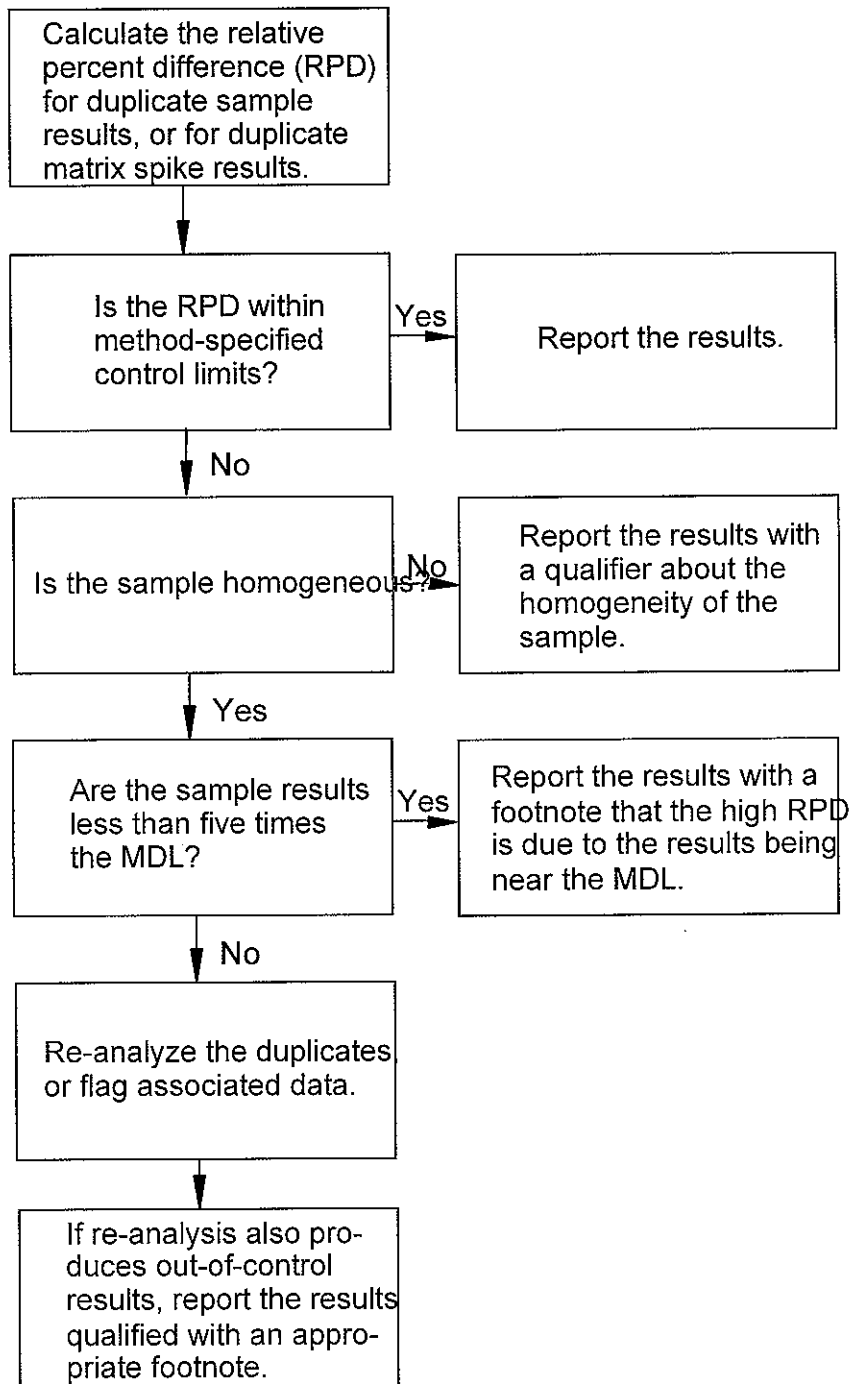 Calculate the relative
percent difference (RPD)
for duplicate sample
results, or for duplicate
matrix spike results.
Is the RPD within
method-specified
control limits?
Yes
Report the results.
No
Is the sample homogeneous?
No
Report the results with
a qualifier about the
homogeneity of the
sample.
Yes
Are the sample results
less than five times
the MDL?
Yes
Report the results with a
footnote that the high RPD
is due to the results being
near the MDL.
No
Re-analyze the duplicates
or flag associated data.
If re-analysis also pro-
duces out-of-control
results, report the results
qualified with an appro-
priate footnote.